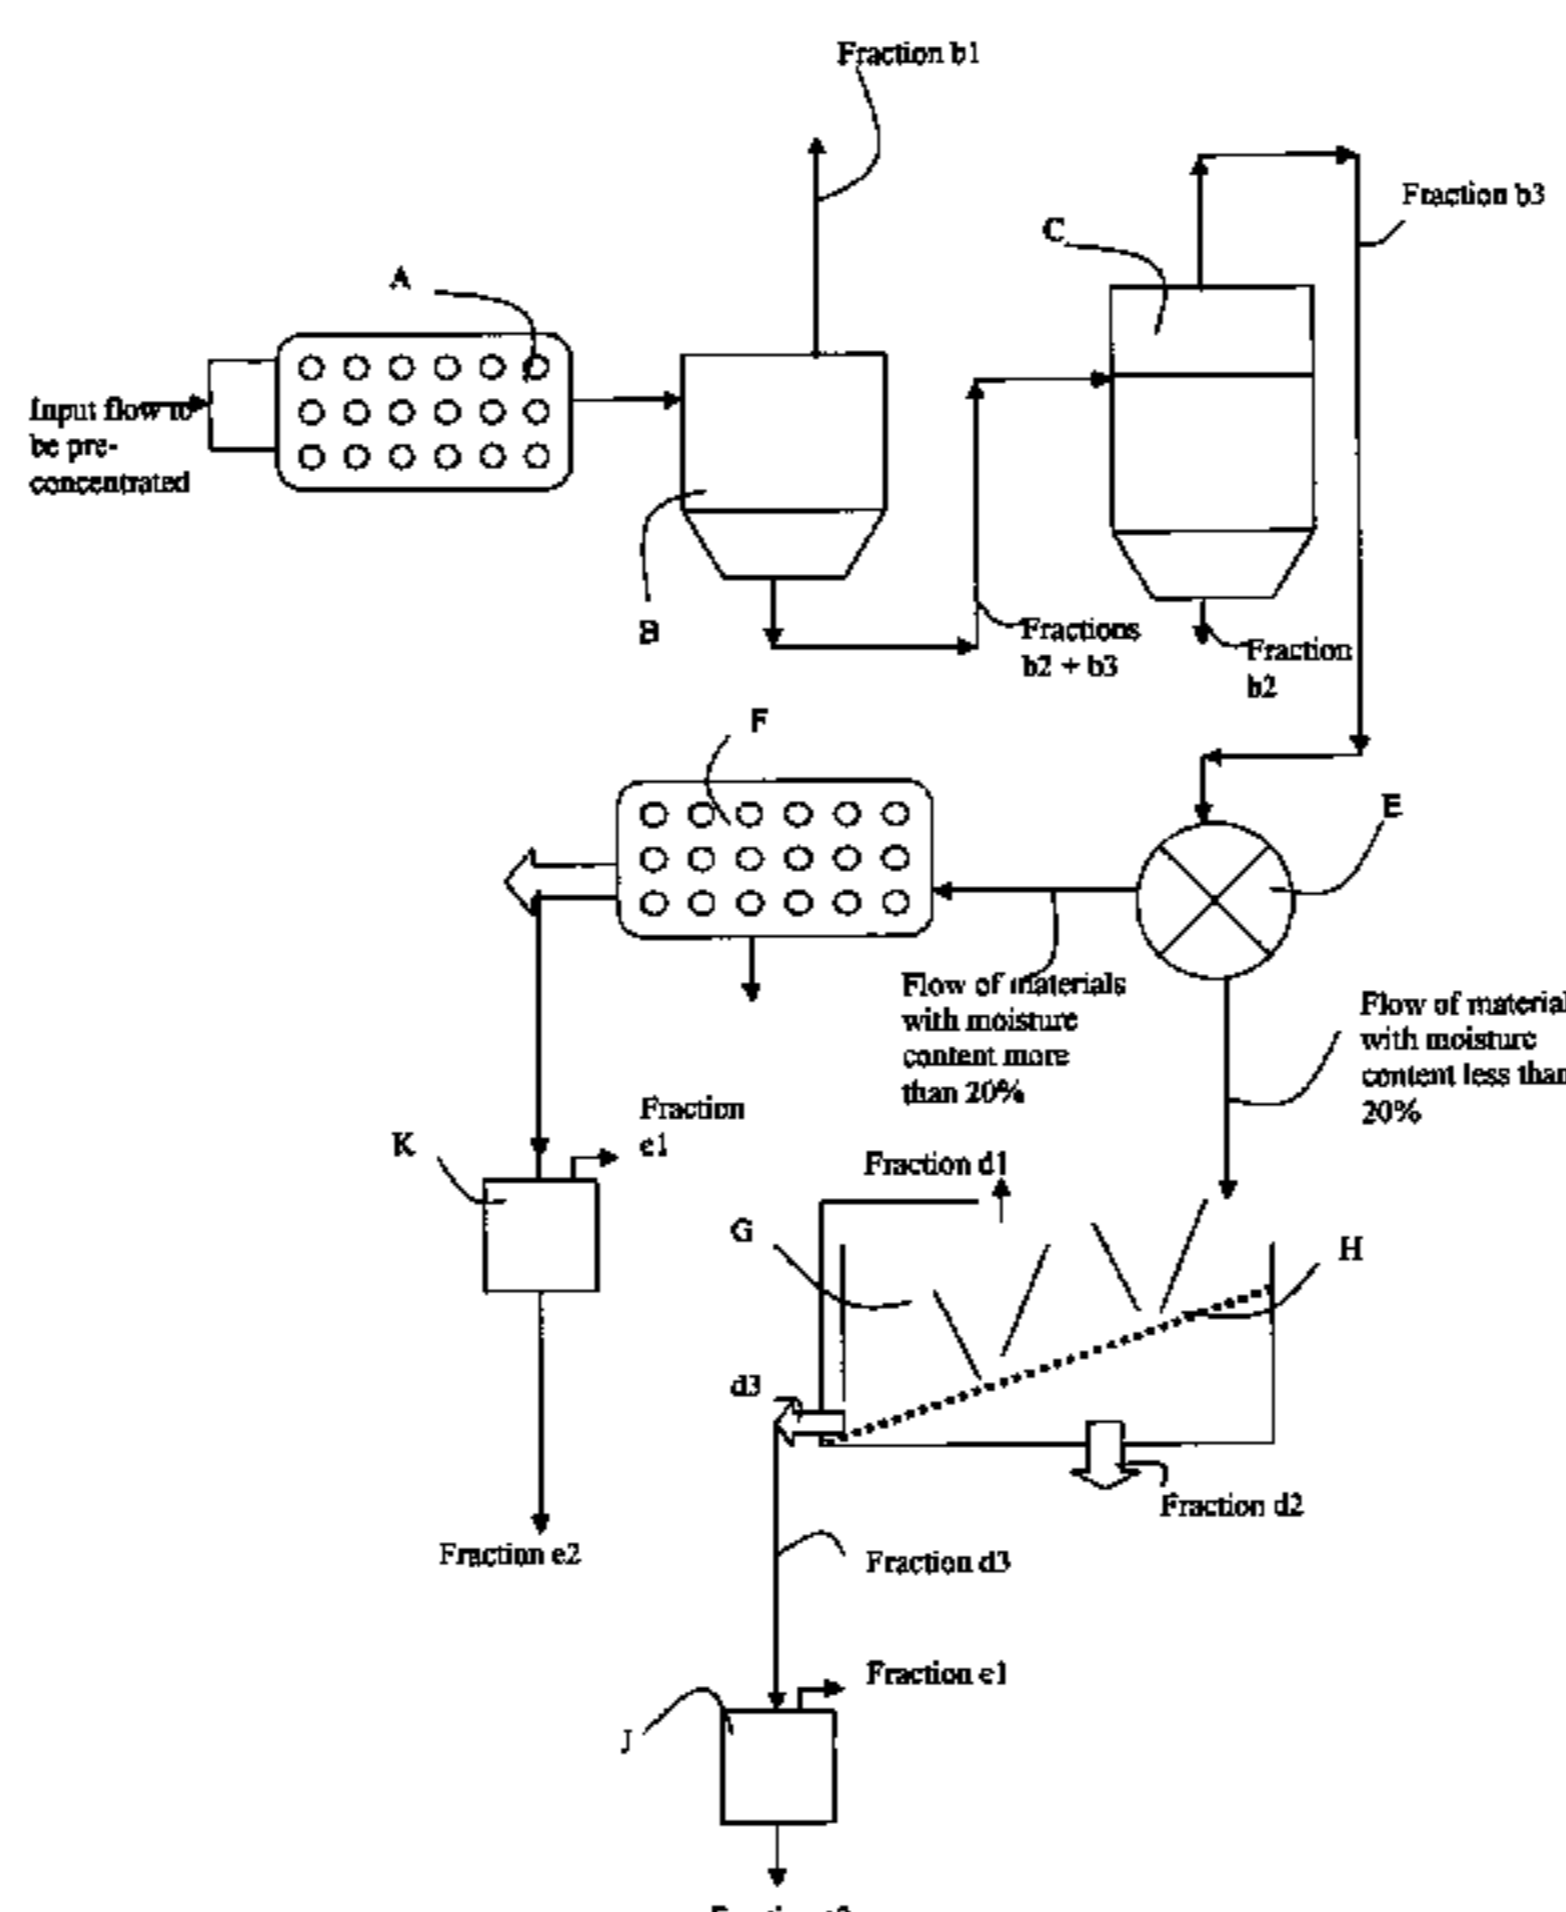 Fraction b1
Fraction b3
C
A
Input flow to
be pre-
concentrated
B
Fractions
b2 + b3
Fraction
b2
F
E
Flow of materials
with moisture
content more
than 20%
Flow of material
with moisture
content less than
20%
Fraction
e1
K
Fraction d1
G
H
d3
Fraction d2
Fraction e2
Fraction d3
Fraction e1
J